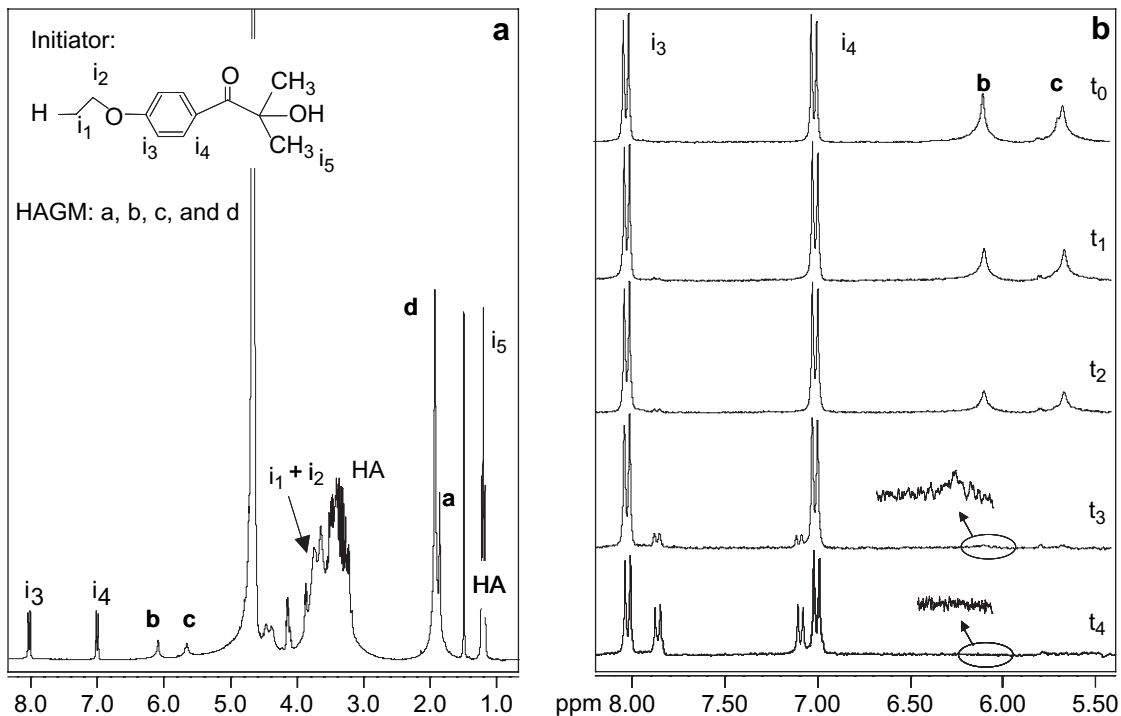 a
Initiator:
i2
O
CH3
H
i1
O
OH
i3
i4
CH3
i5
HAGM: a, b, c, and d
d
i5
i1 + i2
HA
a
HA
i3
i4
b
c
8.0 7.0 6.0 5.0 4.0 3.0 2.0 1.0
b
i3
i4
b
c
t0
t1
t2
t3
t4
ppm 8.00 7.50 7.00 6.50 6.00 5.50